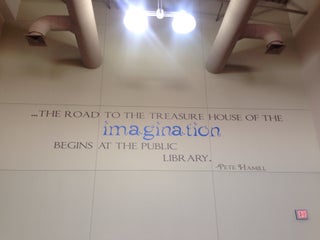 ...THE ROAD TO THE TREASURE HOUSE OF THE
imagination
BEGINS AT THE PUBLIC
LIBRARY.
-PETE HAMILL
EXIT